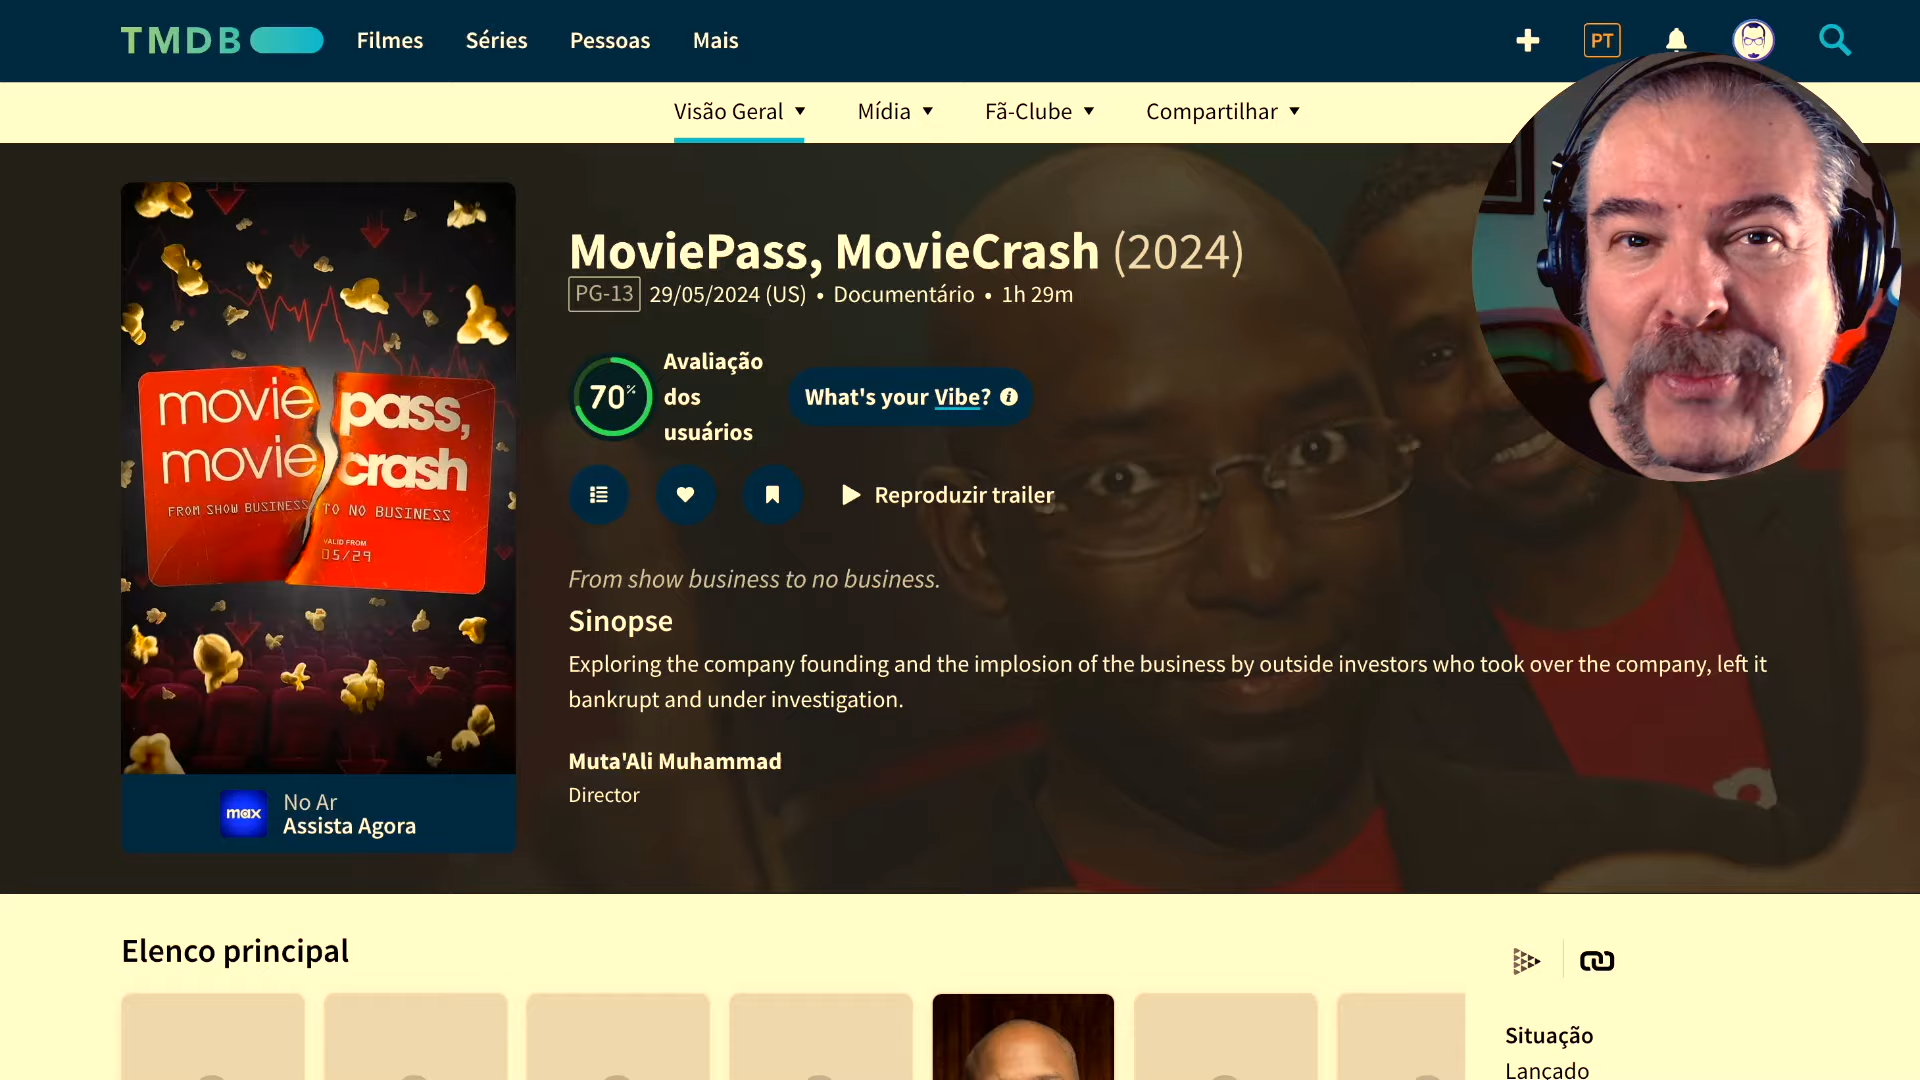 TMDB
Filmes
Séries
Pessoas
Mais
PT
Visão Geral
Mídia
Fã-Clube
Compartilhar
movie pass,
movie crash
FROM SHOW BUSINESS TO NO BUSINESS
VALID FROM
05/29
max
No Ar
Assista Agora
MoviePass, MovieCrash (2024)
PG-13 29/05/2024 (US) • Documentário • 1h 29m
70%
Avaliação
dos
usuários
What's your Vibe?
Reproduzir trailer
From show business to no business.
Sinopse
Exploring the company founding and the implosion of the business by outside investors who took over the company, left it
bankrupt and under investigation.
Muta'Ali Muhammad
Director
Elenco principal
Situação
Lançado